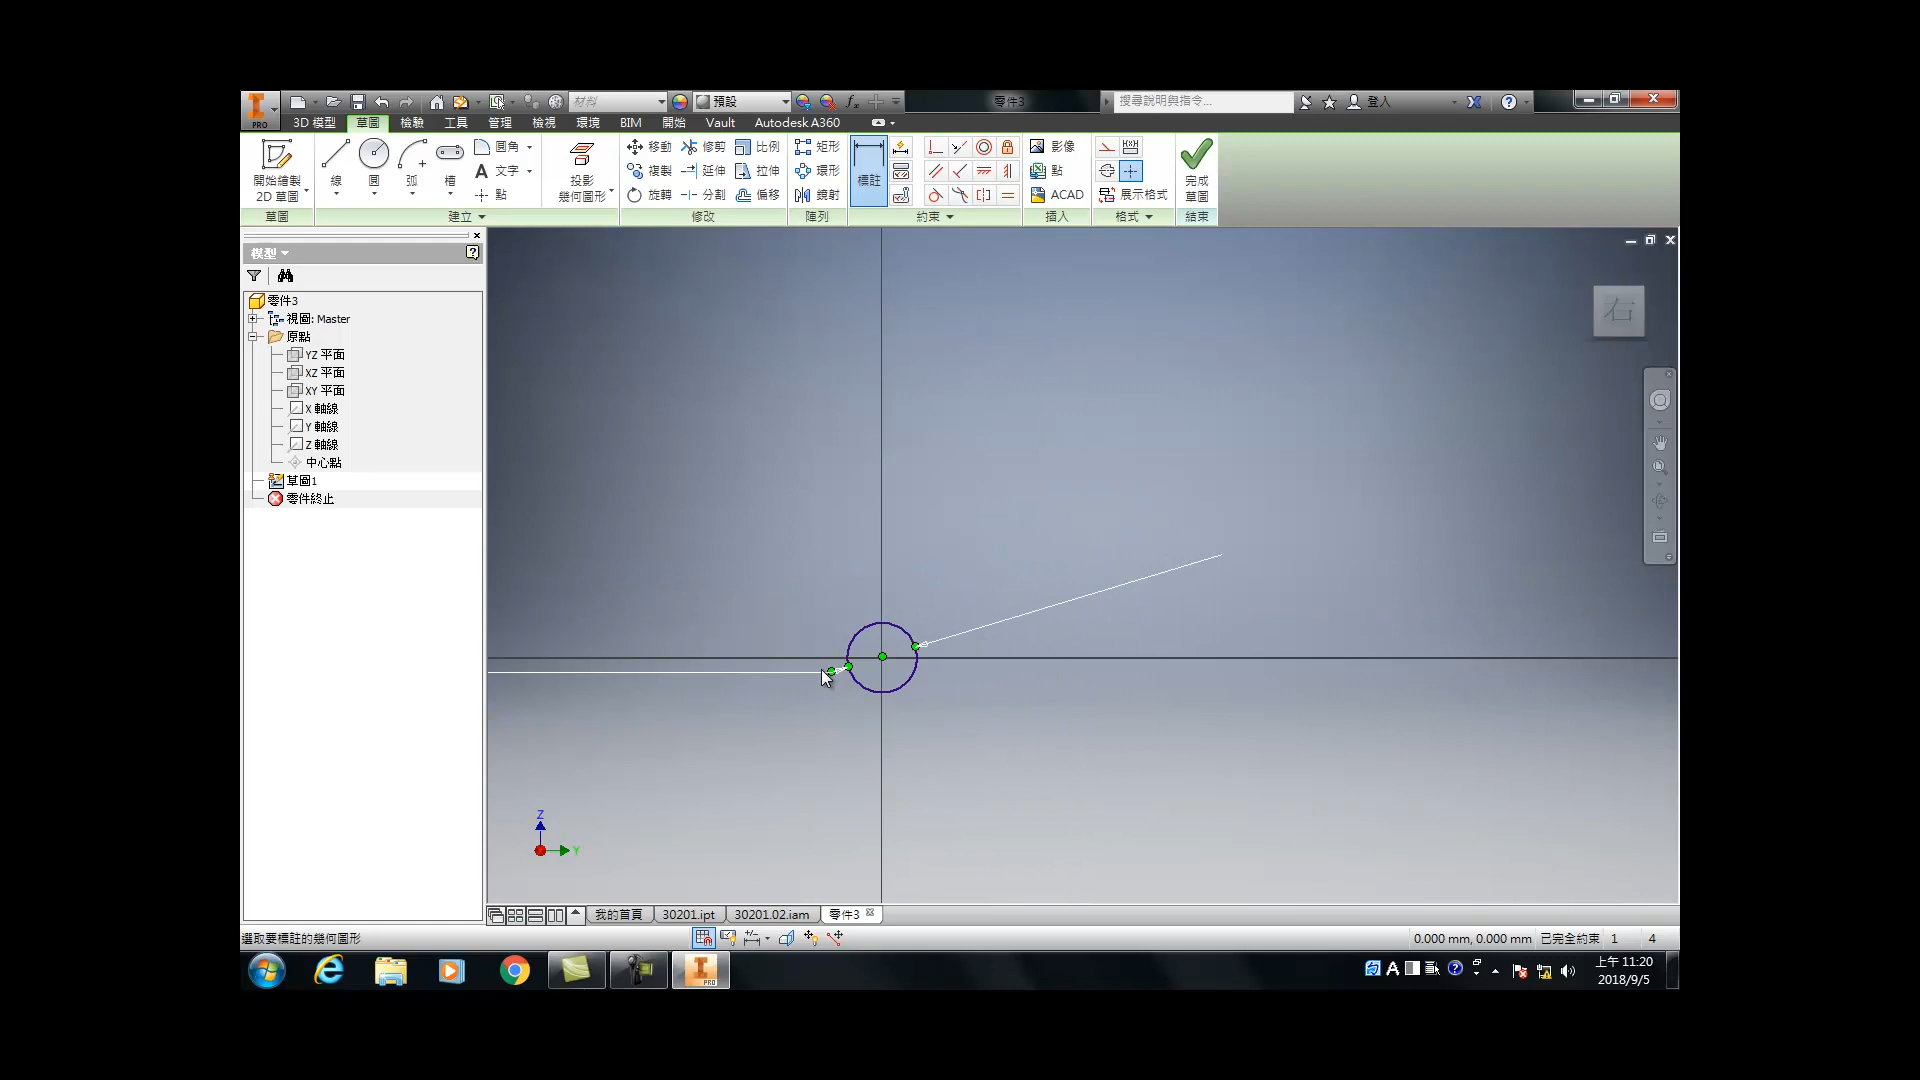 材料 預設 零件3 搜尋說明與指令... 登入
PRO 3D 模型 草圖 檢驗 工具 管理 檢視 環境 BIM 開始 Vault Autodesk A360
圓角 移動 修剪 比例 矩形 影像
文字 複製 延伸 拉伸 環形 點
開始繪製 線 圓 弧 槽 投影 標註 完成
2D 草圖 點 幾何圖形 旋轉 分割 偏移 鏡射 ACAD 展示格式 草圖
草圖 建立 修改 陣列 約束 插入 格式 結束
模型
零件3
視圖: Master
原點
YZ 平面
XZ 平面
XY 平面
X 軸線
Y 軸線
Z 軸線
中心點
草圖1
零件終止
右
Z
Y
我的首頁 30201.ipt 30201.02.iam 零件3
選取要標註的幾何圖形 0.000 mm, 0.000 mm 已完全約束 1 4
PRO A 上午 11:20
2018/9/5